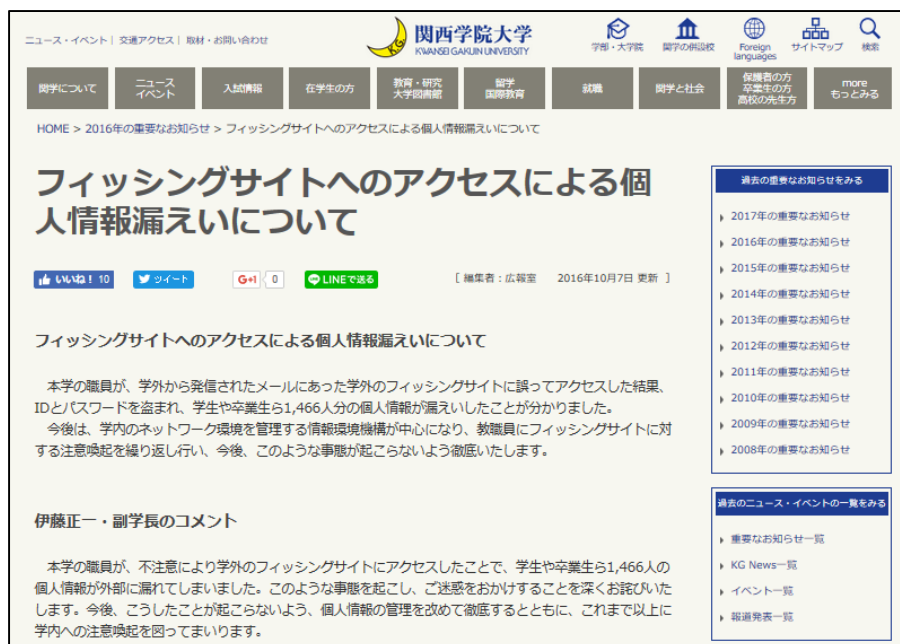 ニュース・イベント | 交通アクセス | 取材・お問い合わせ
関西学院大学
KWANSEI GAKUIN UNIVERSITY
学部・大学院
関学の併設校
Foreign
languages
サイトマップ
検索
関学について
ニュース
イベント
入試情報
在学生の方
教育・研究
大学図書館
留学
国際教育
就職
関学と社会
保護者の方
卒業生の方
高校の先生方
more
もっとみる
HOME > 2016年の重要なお知らせ > フィッシングサイトへのアクセスによる個人情報漏えいについて
フィッシングサイトへのアクセスによる個
人情報漏えいについて
いいね！ 10
ツイート
G+1 0
LINEで送る
[ 編集者：広報室 2016年10月7日 更新 ]
フィッシングサイトへのアクセスによる個人情報漏えいについて
本学の職員が、学外から発信されたメールにあった学外のフィッシングサイトに誤ってアクセスした結果、
IDとパスワードを盗まれ、学生や卒業生ら1,466人分の個人情報が漏えいしたことが分かりました。
今後は、学内のネットワーク環境を管理する情報環境機構が中心になり、教職員にフィッシングサイトに対
する注意喚起を繰り返し行い、今後、このような事態が起こらないよう徹底いたします。
伊藤正一・副学長のコメント
本学の職員が、不注意により学外のフィッシングサイトにアクセスしたことで、学生や卒業生ら1,466人の
個人情報が外部に漏れてしまいました。このような事態を起こし、ご迷惑をおかけすることを深くお詫びいた
します。今後、こうしたことが起こらないよう、個人情報の管理を改めて徹底するとともに、これまで以上に
学内への注意喚起を図ってまいります。
過去の重要なお知らせをみる
2017年の重要なお知らせ
2016年の重要なお知らせ
2015年の重要なお知らせ
2014年の重要なお知らせ
2013年の重要なお知らせ
2012年の重要なお知らせ
2011年の重要なお知らせ
2010年の重要なお知らせ
2009年の重要なお知らせ
2008年の重要なお知らせ
過去のニュース・イベントの一覧をみる
重要なお知らせ一覧
KG News一覧
イベント一覧
報道発表一覧